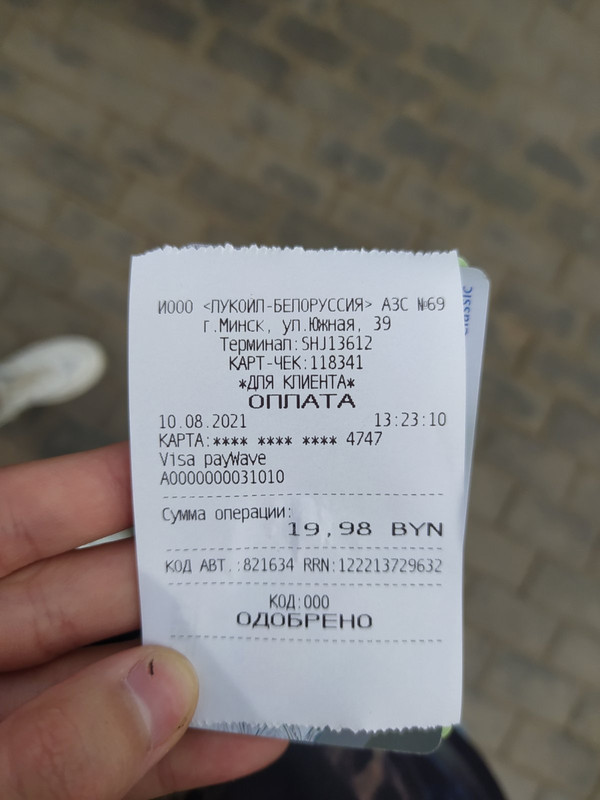 ИООО <ЛУКОЙЛ-БЕЛОРУССИЯ> АЗС №69
г.Минск, ул.Южная, 39
Терминал:SHJ13612
КАРТ-ЧЕК:118341
*ДЛЯ КЛИЕНТА*
ОПЛАТА
10.08.2021 13:23:10
КАРТА:**** **** **** 4747
Visa payWave
A0000000031010
Сумма операции:
19,98 BYN
КОД АВТ.:821634 RRN:122213729632
КОД:000
ОДОБРЕНО
classic